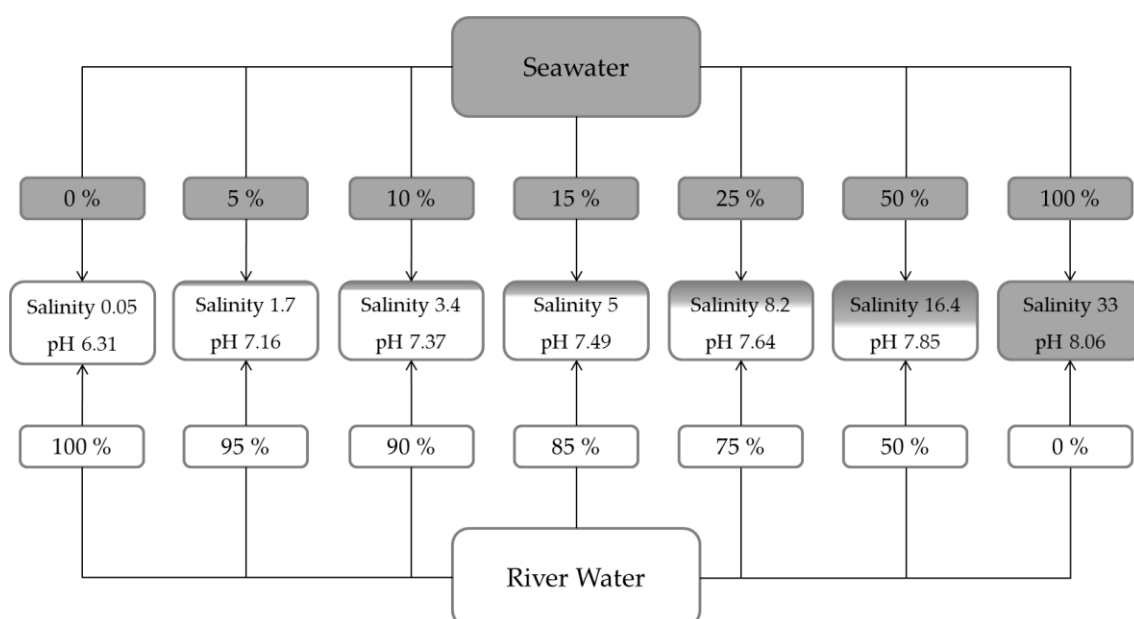 Seawater
0 %
5 %
10 %
15 %
25 %
50 %
100 %
Salinity 0.05
pH 6.31
Salinity 1.7
pH 7.16
Salinity 3.4
pH 7.37
Salinity 5
pH 7.49
Salinity 8.2
pH 7.64
Salinity 16.4
pH 7.85
Salinity 33
pH 8.06
100 %
95 %
90 %
85 %
75 %
50 %
0 %
River Water